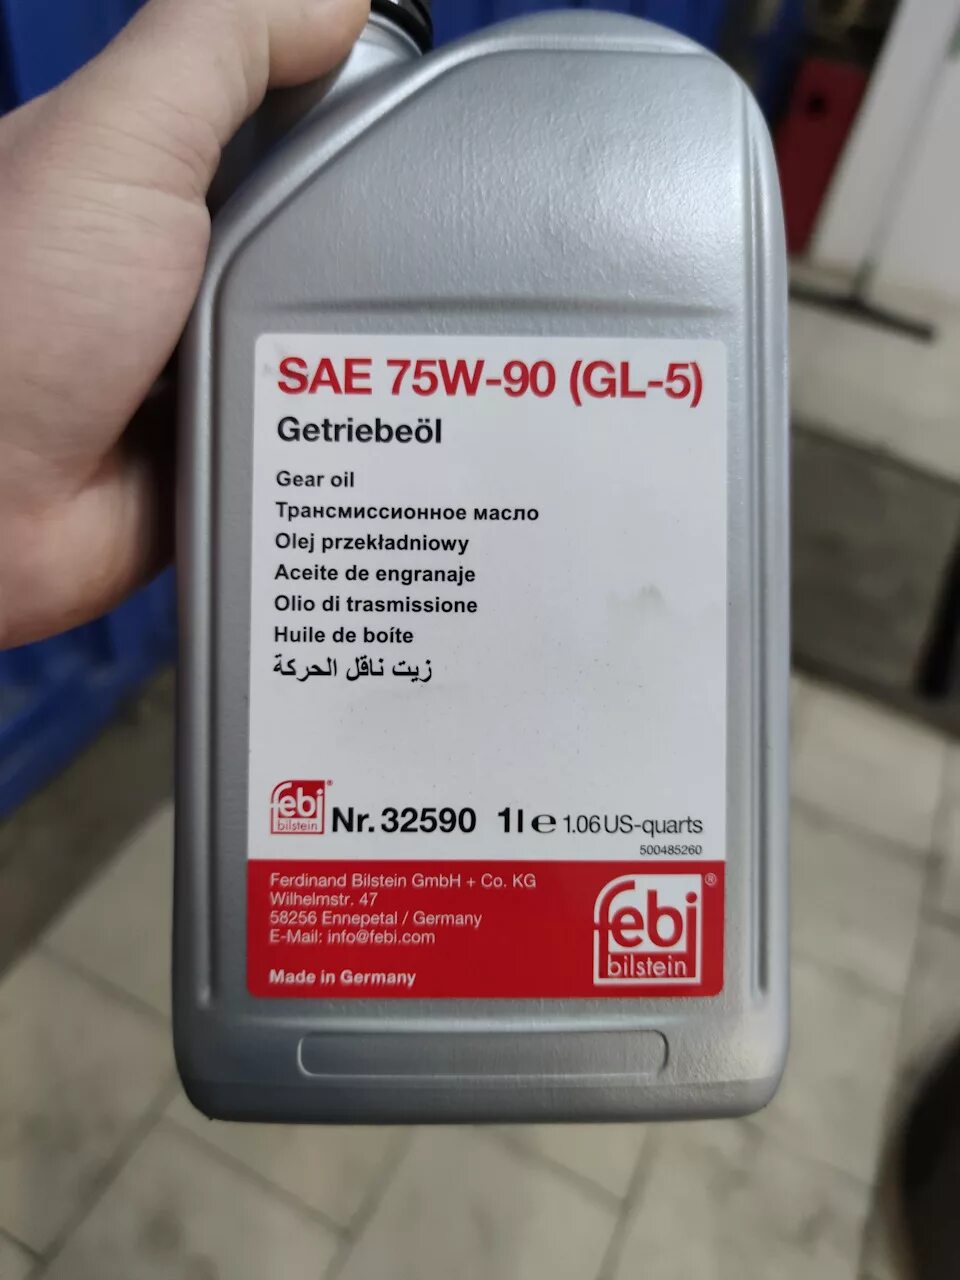 SAE 75W-90 (GL-5)
Getriebeöl
Gear oil
Трансмиссионное масло
Olej przekładniowy
Aceite de engranaje
Olio di trasmissione
Huile de boîte
زيت ناقل الحركة
febi® bilstein Nr. 32590 1l e 1.06 US-quarts
500485260
Ferdinand Bilstein GmbH + Co. KG
Wilhelmstr. 47
58256 Ennepetal / Germany
E-Mail: info@febi.com
Made in Germany
febi®
bilstein